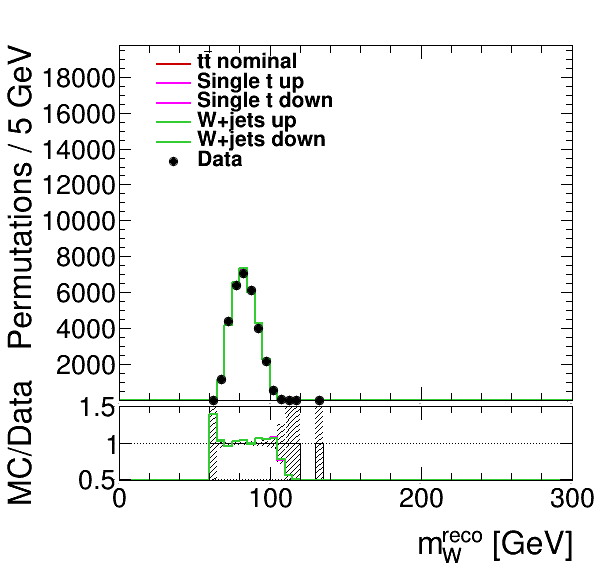 tt̄ nominal
Single t up
Single t down
W+jets up
W+jets down
Data
Permutations / 5 GeV
18000
16000
14000
12000
10000
8000
6000
4000
2000
MC/Data
1.5
1
0.5
0 100 200 300
m_W^reco [GeV]